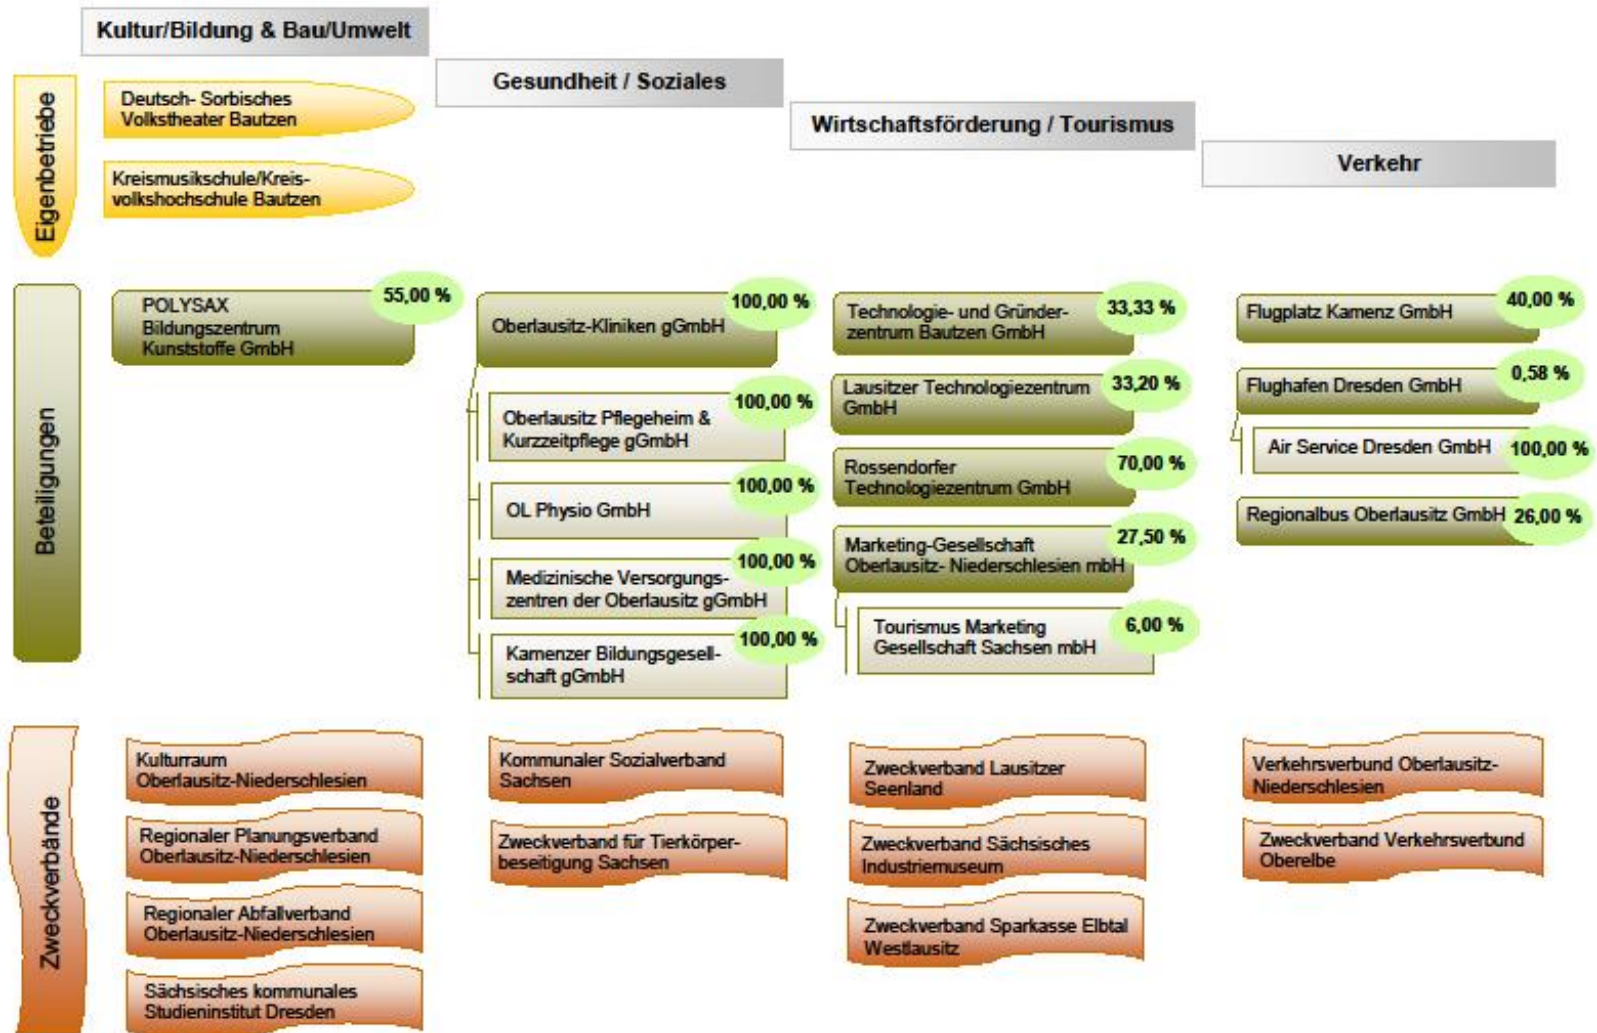 Kultur/Bildung & Bau/Umwelt
Gesundheit / Soziales
Wirtschaftsförderung / Tourismus
Verkehr
Eigenbetriebe
Deutsch- Sorbisches
Volkstheater Bautzen
Kreismusikschule/Kreis-
volkshochschule Bautzen
Beteiligungen
POLYSAX
Bildungszentrum
Kunststoffe GmbH
55,00 %
Oberlausitz-Kliniken gGmbH
100,00 %
Oberlausitz Pflegeheim &
Kurzzeitpflege gGmbH
100,00 %
OL Physio GmbH
100,00 %
Medizinische Versorgungs-
zentren der Oberlausitz gGmbH
100,00 %
Kamenzer Bildungsgesell-
schaft gGmbH
100,00 %
Technologie- und Gründer-
zentrum Bautzen GmbH
33,33 %
Lausitzer Technologiezentrum
GmbH
33,20 %
Rossendorfer
Technologiezentrum GmbH
70,00 %
Marketing-Gesellschaft
Oberlausitz- Niederschlesien mbH
27,50 %
Tourismus Marketing
Gesellschaft Sachsen mbH
6,00 %
Flugplatz Kamenz GmbH
40,00 %
Flughafen Dresden GmbH
0,58 %
Air Service Dresden GmbH
100,00 %
Regionalbus Oberlausitz GmbH
26,00 %
Zweckverbände
Kulturraum
Oberlausitz-Niederschlesien
Regionaler Planungsverband
Oberlausitz-Niederschlesien
Regionaler Abfallverband
Oberlausitz-Niederschlesien
Sächsisches kommunales
Studieninstitut Dresden
Kommunaler Sozialverband
Sachsen
Zweckverband für Tierkörper-
beseitigung Sachsen
Zweckverband Lausitzer
Seenland
Zweckverband Sächsisches
Industriemuseum
Zweckverband Sparkasse Elbtal
Westlausitz
Verkehrsverbund Oberlausitz-
Niederschlesien
Zweckverband Verkehrsverbund
Oberelbe